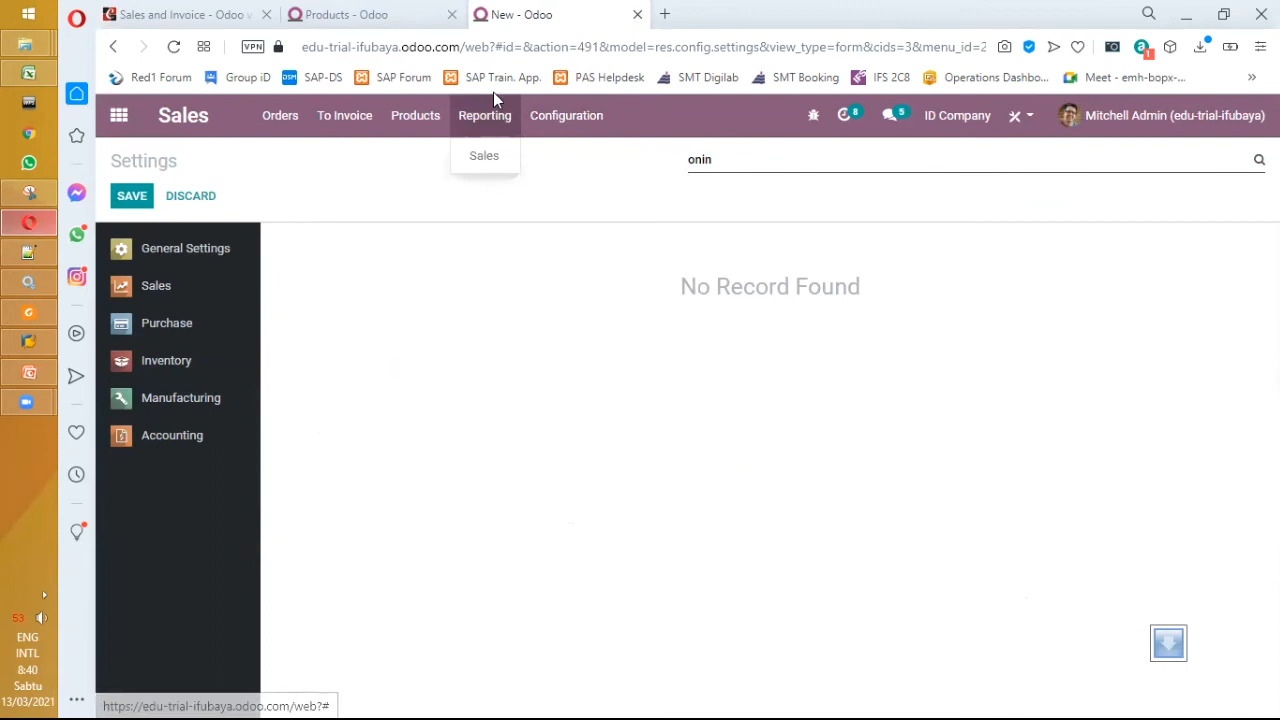 Sales and Invoice - Odoo v
Products - Odoo
New - Odoo
VPN
edu-trial-ifubaya.odoo.com/web?#id=&action=491&model=res.config.settings&view_type=form&cids=3&menu_id=2
1
Red1 Forum
Group iD
SAP-DS
SAP Forum
SAP Train. App.
PAS Helpdesk
SMT Digilab
SMT Booking
IFS 2C8
Operations Dashbo...
Meet - emh-bopx-...
Sales
Orders
To Invoice
Products
Reporting
Configuration
8
5
ID Company
Mitchell Admin (edu-trial-ifubaya)
Sales
Settings
onin
SAVE
DISCARD
General Settings
Sales
Purchase
Inventory
Manufacturing
Accounting
No Record Found
53
ENG
INTL
8:40
Sabtu
13/03/2021
https://edu-trial-ifubaya.odoo.com/web?#